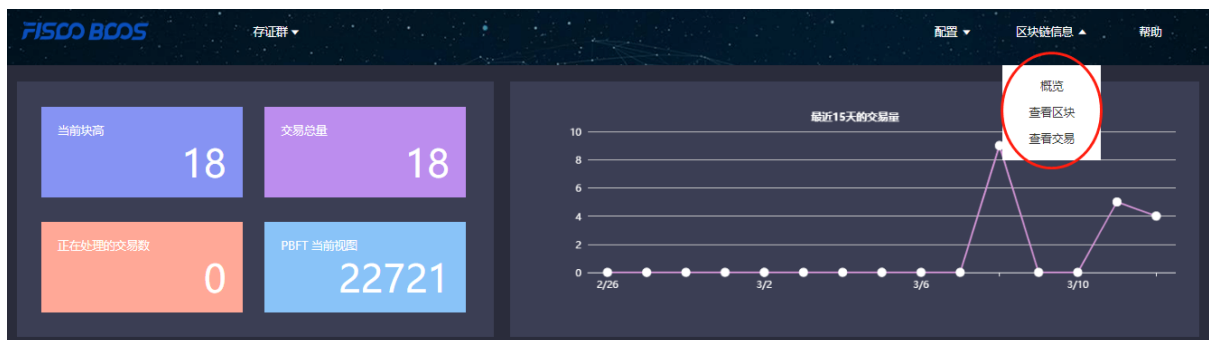 FISCO BCOS
存证群
配置
区块链信息
帮助
概览
查看区块
查看交易
当前块高
18
交易总量
18
正在处理的交易数
0
PBFT 当前视图
22721
最近15天的交易量
10
8
6
4
2
0
2/26
3/2
3/6
3/10